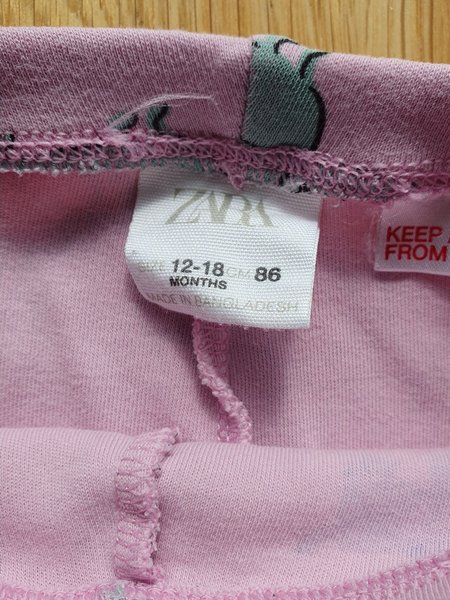 ZARA
SIZE 12-18 CM 86
MONTHS
MADE IN BANGLADESH
KEEP
FROM